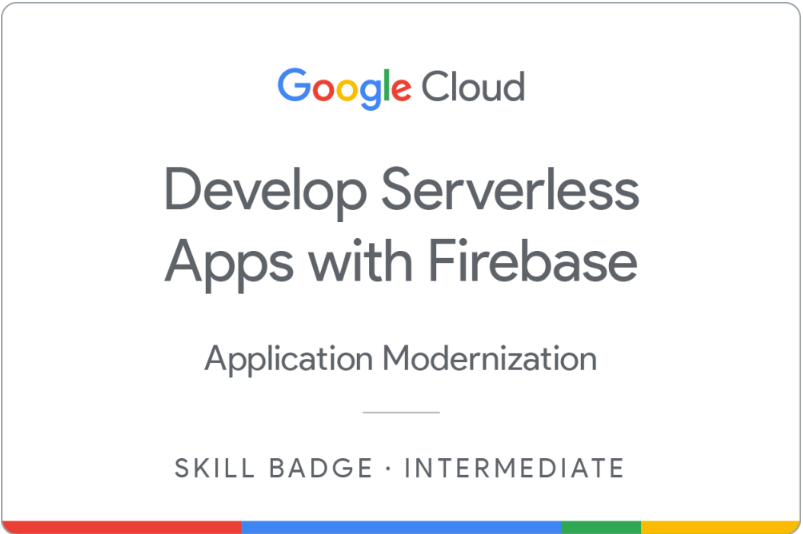 Google Cloud
Develop Serverless
Apps with Firebase
Application Modernization
SKILL BADGE · INTERMEDIATE